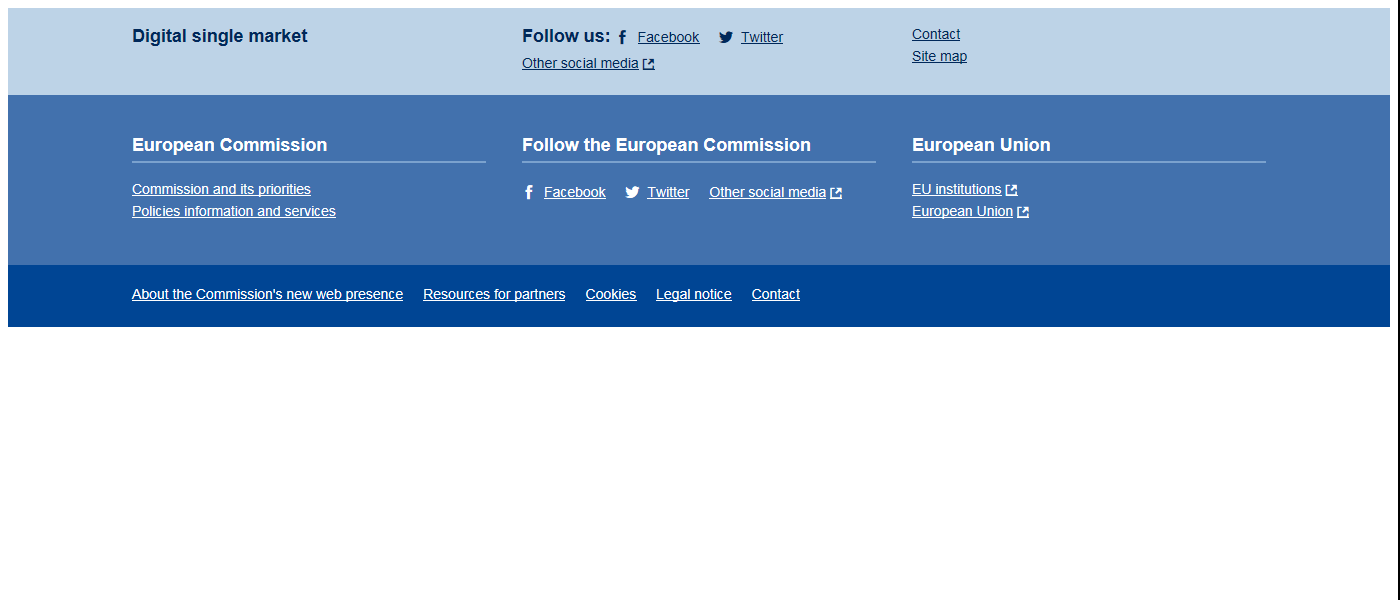 Digital single market
Follow us: Facebook Twitter
Other social media
Contact
Site map
European Commission
Commission and its priorities
Policies information and services
Follow the European Commission
Facebook Twitter Other social media
European Union
EU institutions
European Union
About the Commission's new web presence Resources for partners Cookies Legal notice Contact